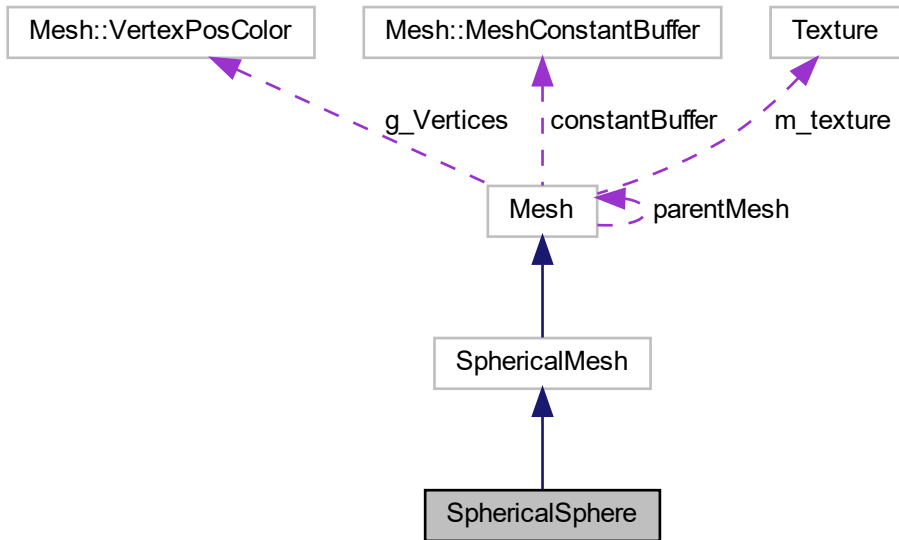 Mesh::VertexPosColor
Mesh::MeshConstantBuffer
Texture
g_Vertices
constantBuffer
m_texture
Mesh
parentMesh
SphericalMesh
SphericalSphere